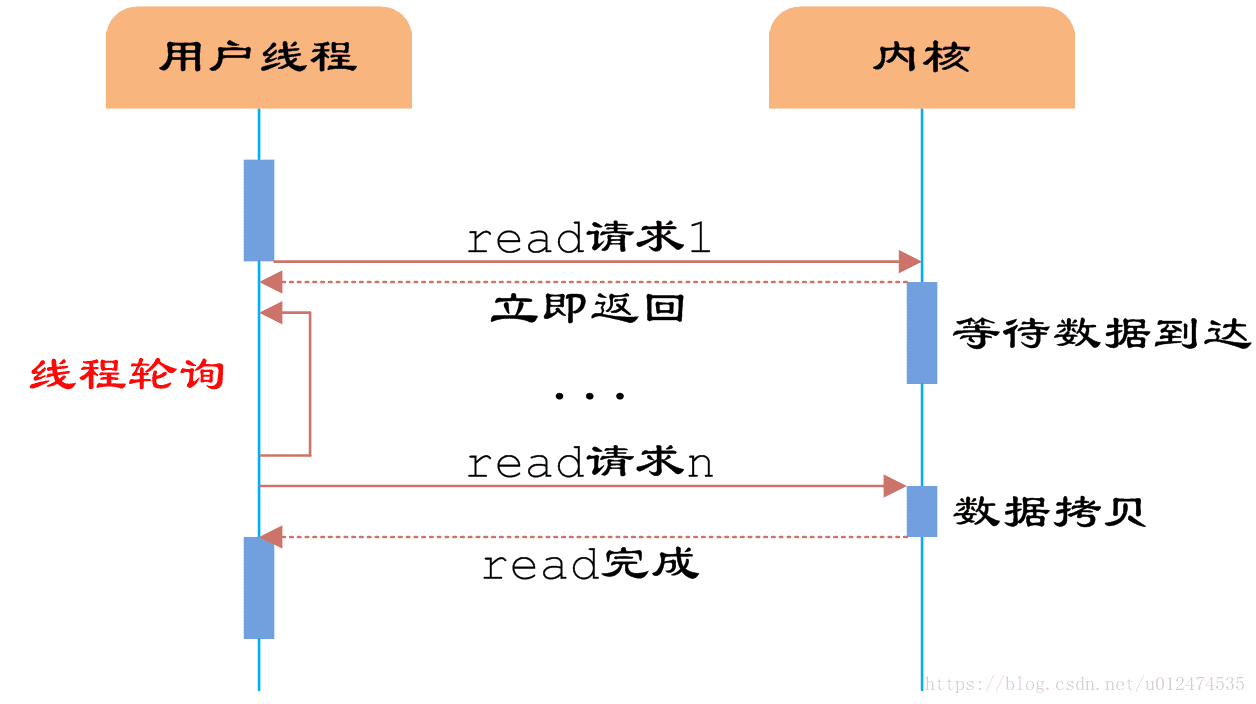 用户线程
内核
read请求1
立即返回
等待数据到达
线程轮询
...
read请求n
数据拷贝
read完成
https://blog.csdn.net/u012474535